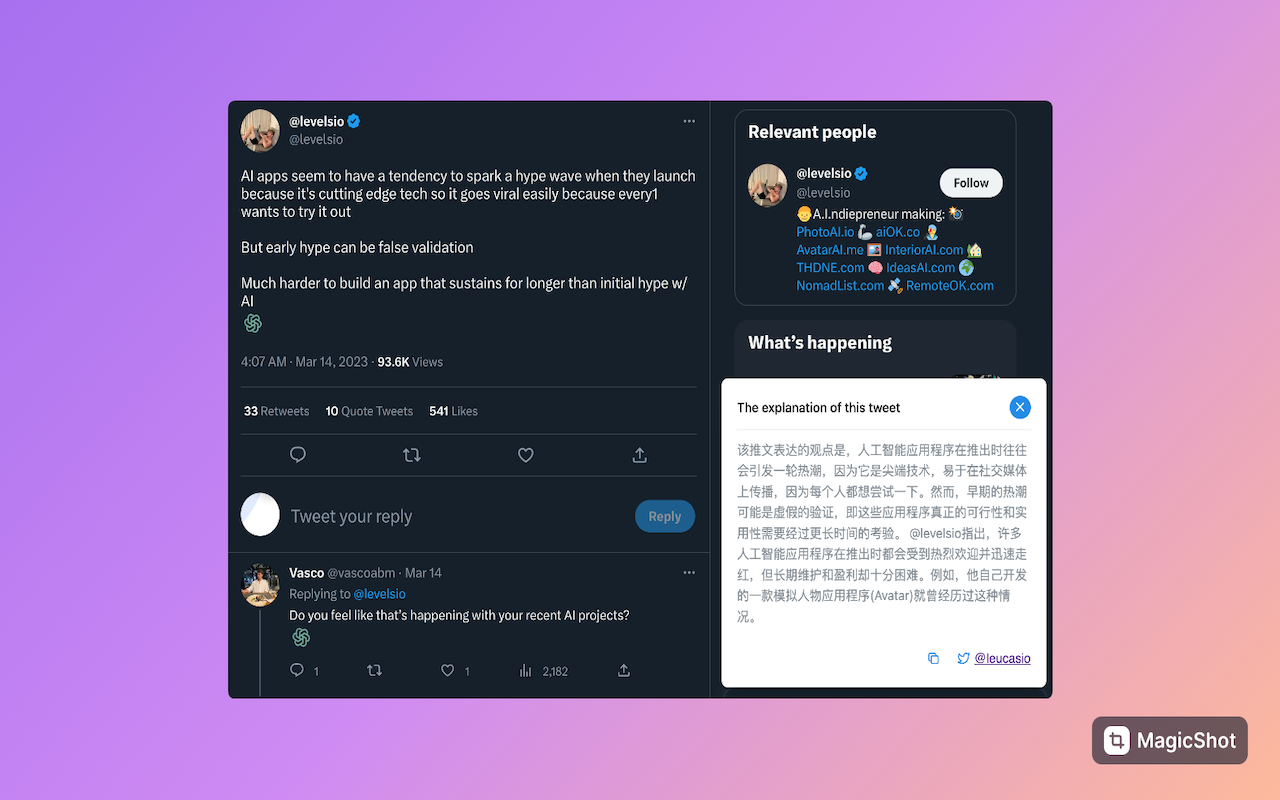 @levelsio
@levelsio
AI apps seem to have a tendency to spark a hype wave when they launch
because it's cutting edge tech so it goes viral easily because every1
wants to try it out
But early hype can be false validation
Much harder to build an app that sustains for longer than initial hype w/
AI
4:07 AM · Mar 14, 2023 · 93.6K Views
33 Retweets 10 Quote Tweets 541 Likes
Tweet your reply
Reply
Vasco @vascoabm · Mar 14
Replying to @levelsio
Do you feel like that's happening with your recent AI projects?
1 1 2,182
Relevant people
@levelsio
@levelsio
Follow
👴A.I.ndiepreneur making: 📸
PhotoAI.io 🦾 aiOK.co 🧏
AvatarAI.me 🖼 InteriorAI.com 🏡
THDNE.com 🧠 IdeasAI.com 🌍
NomadList.com 🛰 RemoteOK.com
What's happening
The explanation of this tweet
该推文表达的观点是，人工智能应用程序在推出时往往
会引发一轮热潮，因为它是尖端技术，易于在社交媒体
上传播，因为每个人都想尝试一下。然而，早期的热潮
可能是虚假的验证，即这些应用程序真正的可行性和实
用性需要经过更长时间的考验。 @levelsio指出，许多
人工智能应用程序在推出时都会受到热烈欢迎并迅速走
红，但长期维护和盈利却十分困难。例如，他自己开发
的一款模拟人物应用程序(Avatar)就曾经历过这种情
况。
@leucasio
MagicShot